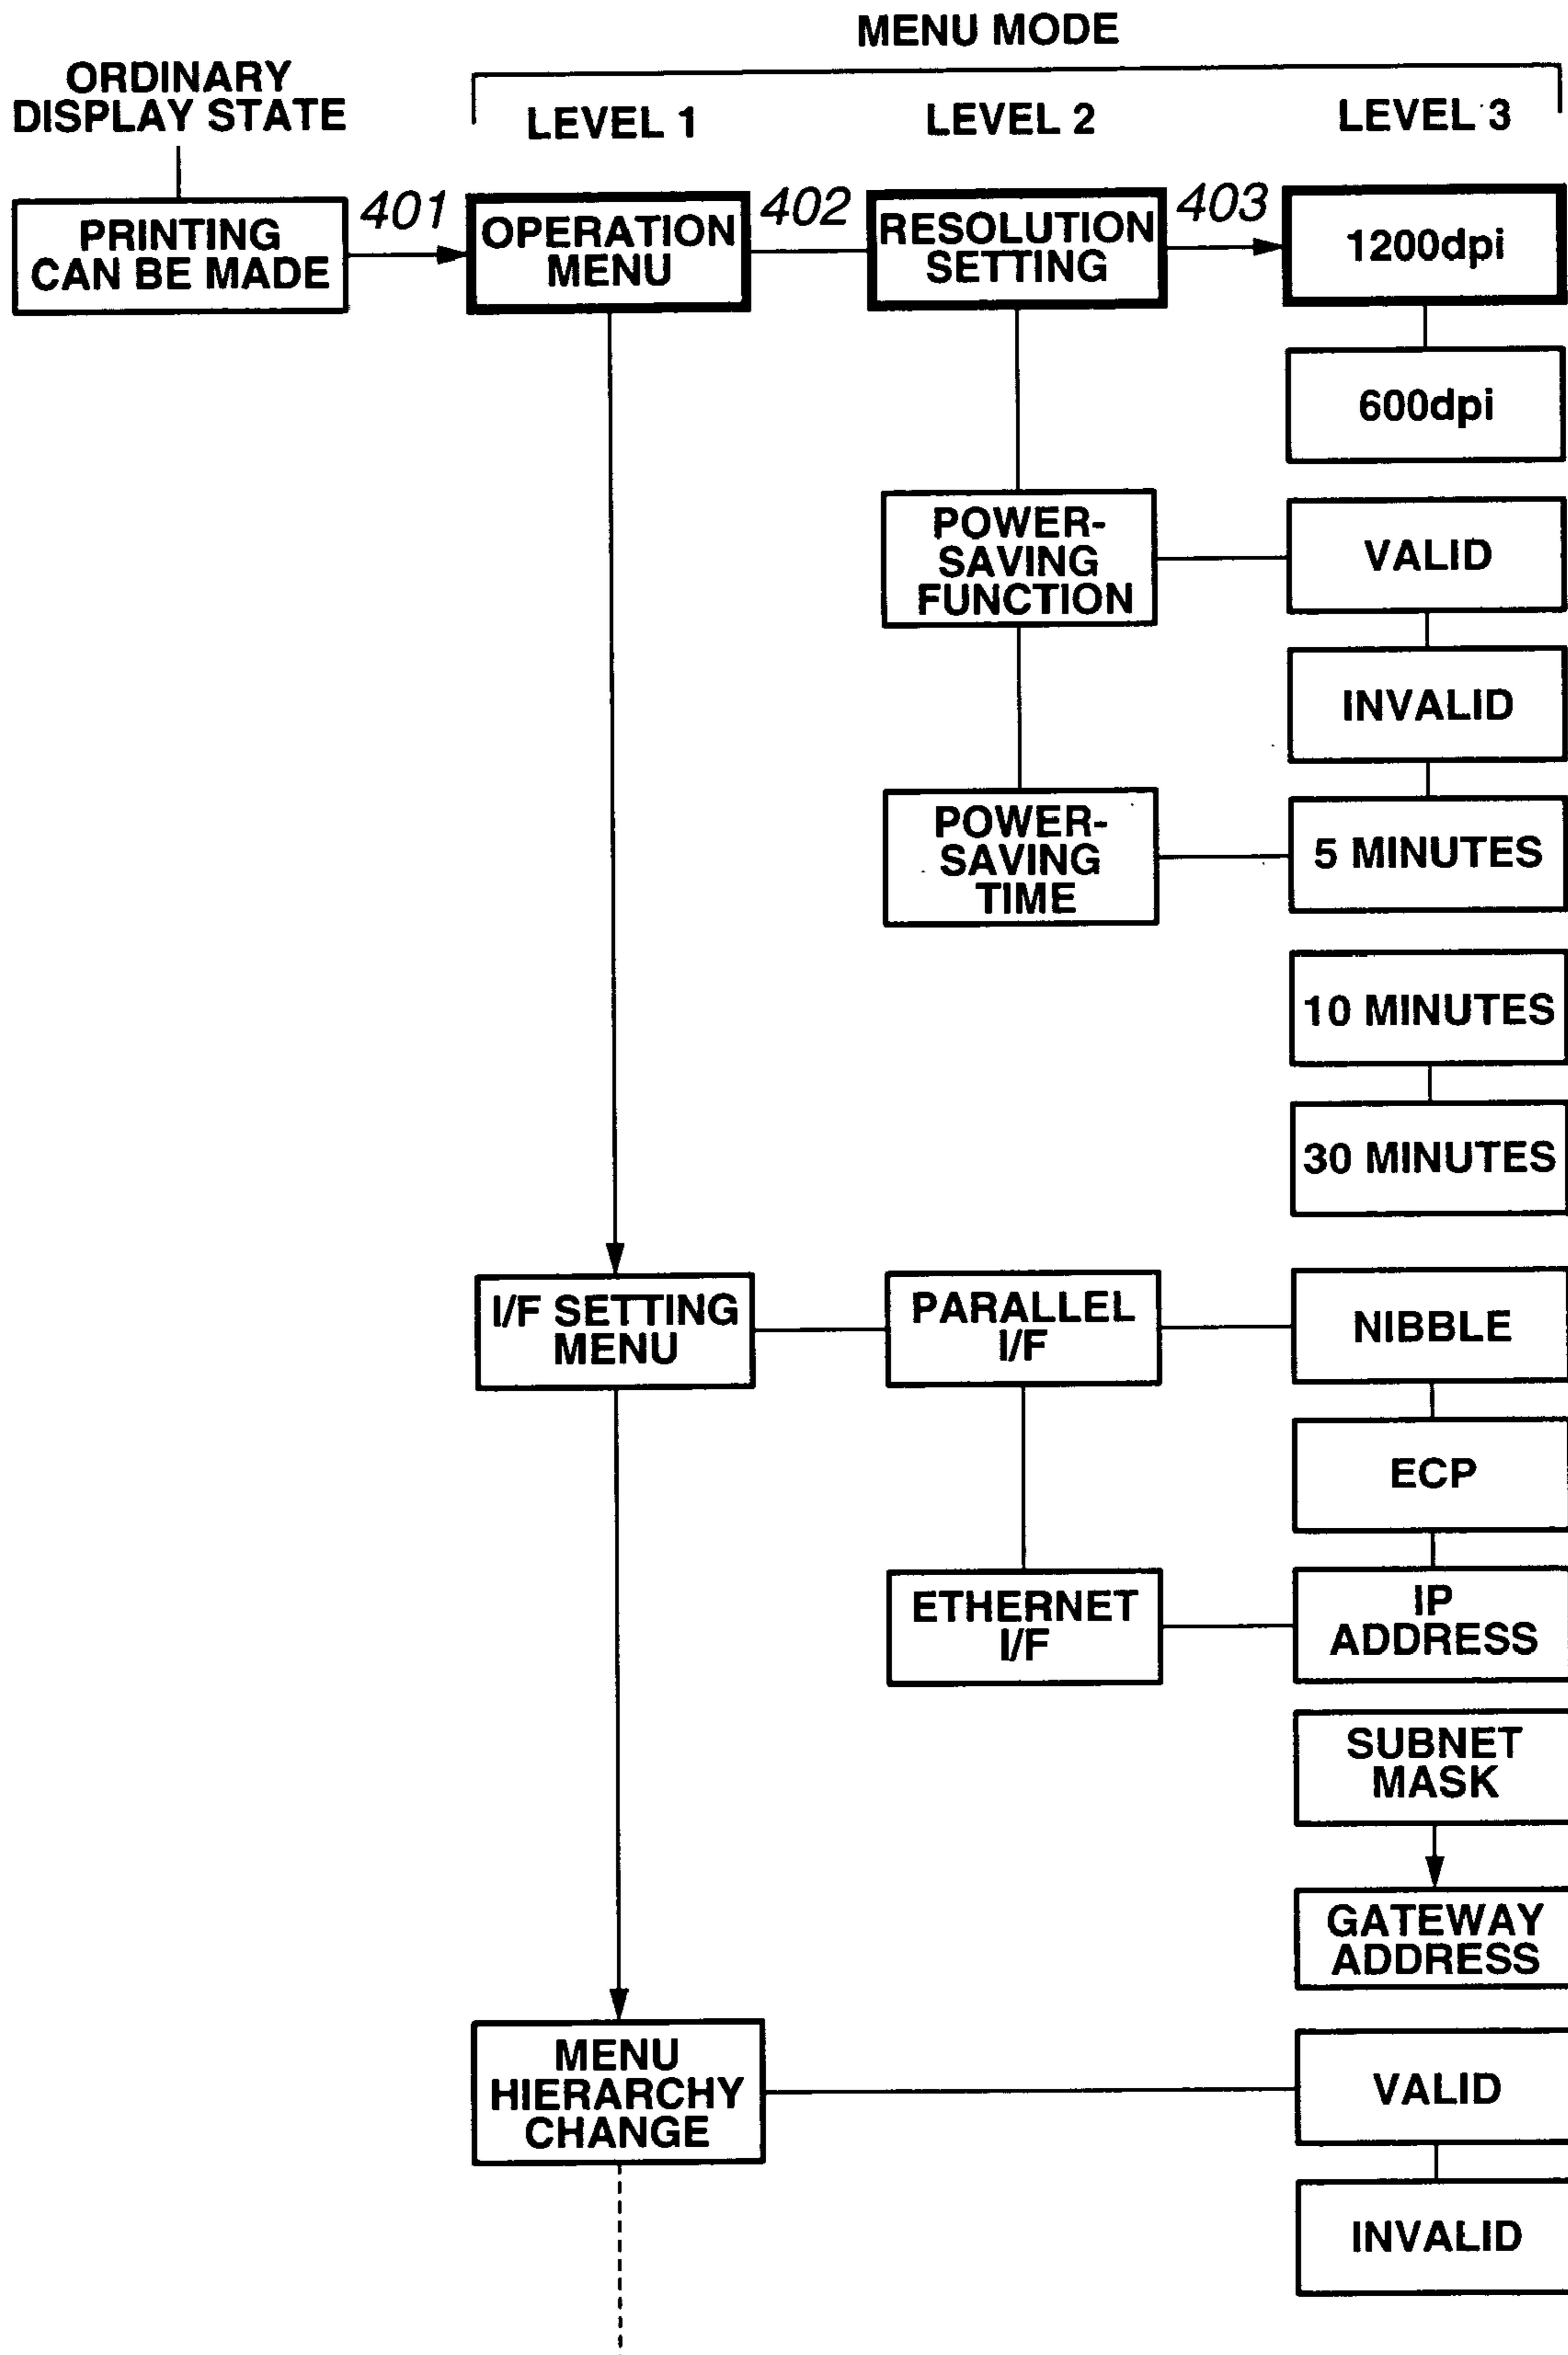 MENU MODE
ORDINARY
DISPLAY STATE
LEVEL 1
LEVEL 2
LEVEL 3
PRINTING
CAN BE MADE
401
OPERATION
MENU
402
RESOLUTION
SETTING
403
1200dpi
600dpi
POWER-
SAVING
FUNCTION
VALID
INVALID
POWER-
SAVING
TIME
5 MINUTES
10 MINUTES
30 MINUTES
I/F SETTING
MENU
PARALLEL
I/F
NIBBLE
ECP
ETHERNET
I/F
IP
ADDRESS
SUBNET
MASK
GATEWAY
ADDRESS
MENU
HIERARCHY
CHANGE
VALID
INVALID